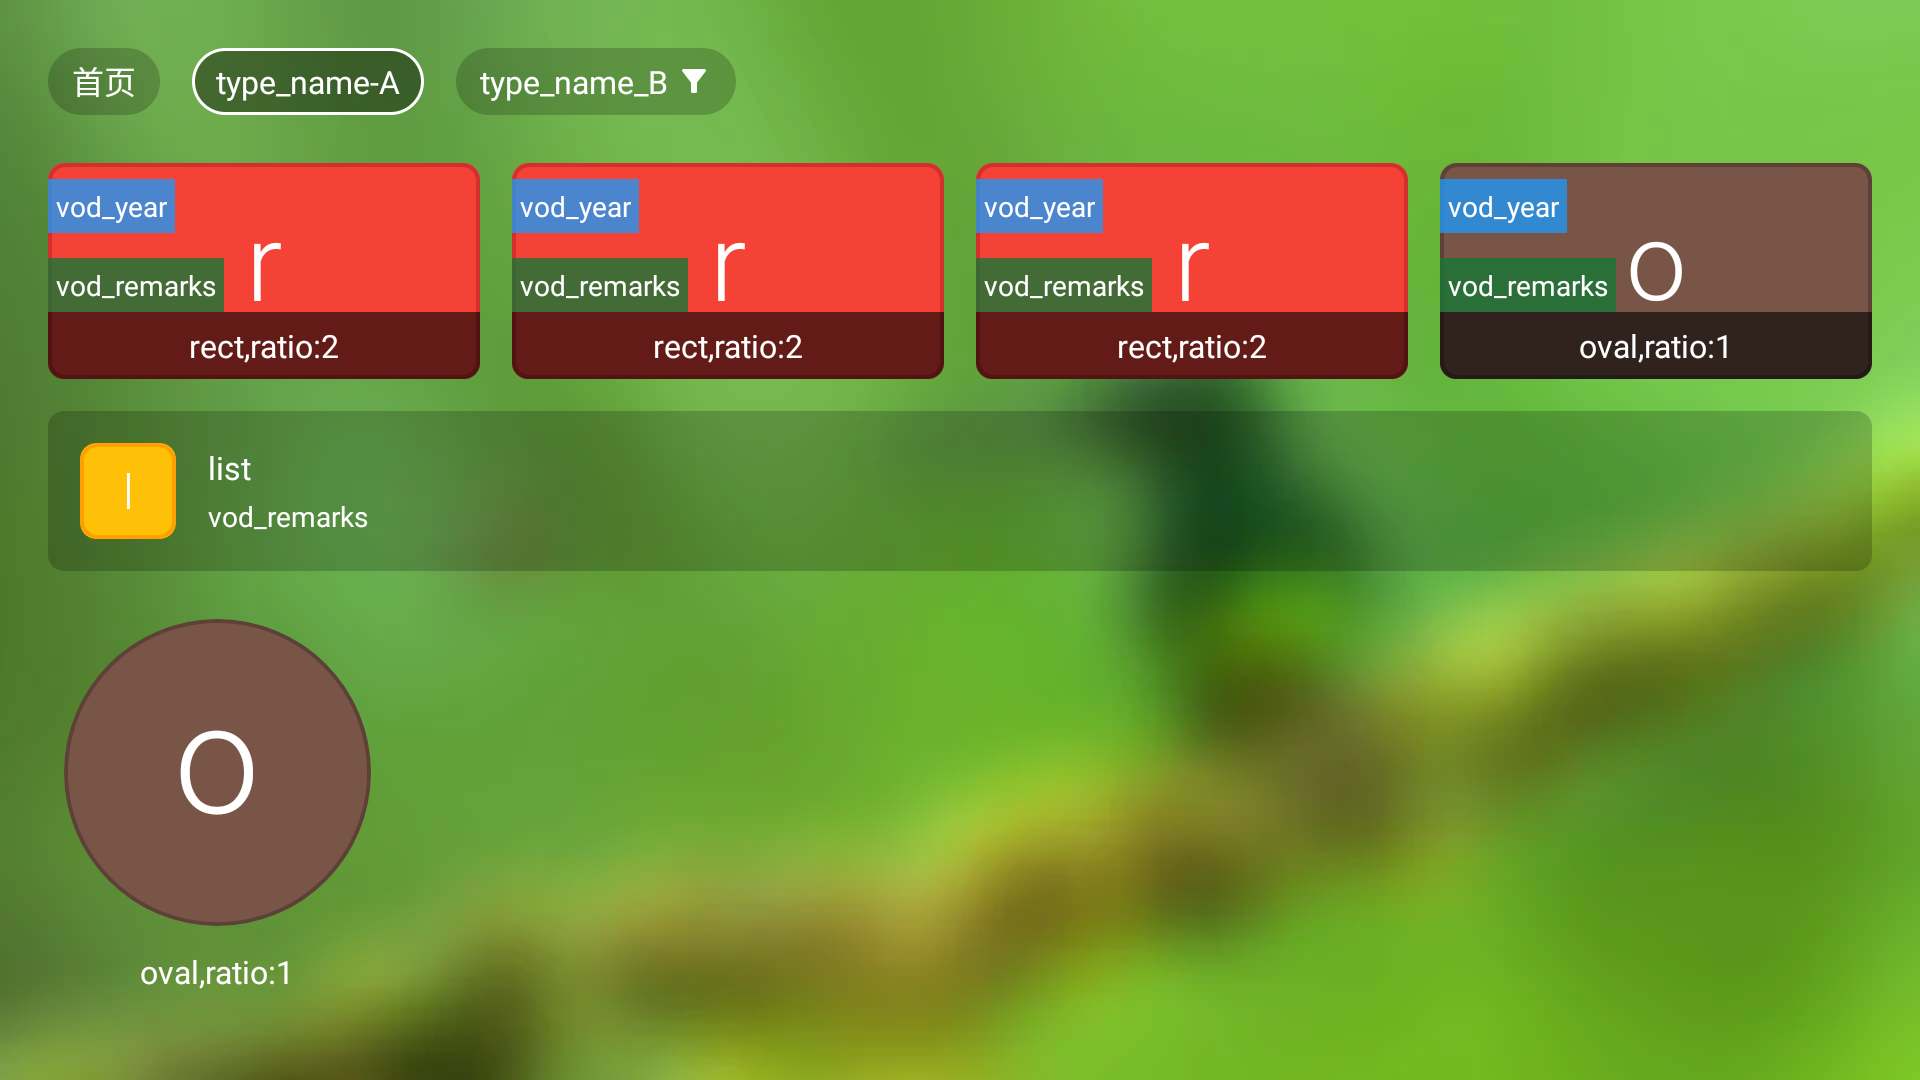 首页 type_name-A type_name_B
vod_year vod_year vod_year vod_year
r r r o
vod_remarks vod_remarks vod_remarks vod_remarks
rect,ratio:2 rect,ratio:2 rect,ratio:2 oval,ratio:1
l
list
vod_remarks
o
oval,ratio:1